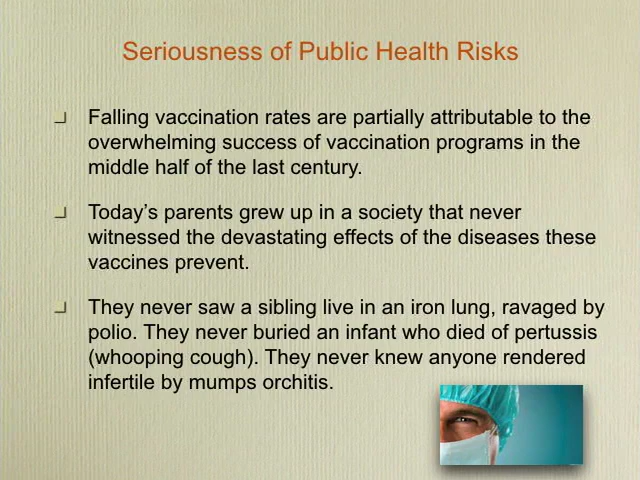 Seriousness of Public Health Risks
Falling vaccination rates are partially attributable to the
overwhelming success of vaccination programs in the
middle half of the last century.
Today’s parents grew up in a society that never
witnessed the devastating effects of the diseases these
vaccines prevent.
They never saw a sibling live in an iron lung, ravaged by
polio. They never buried an infant who died of pertussis
(whooping cough). They never knew anyone rendered
infertile by mumps orchitis.